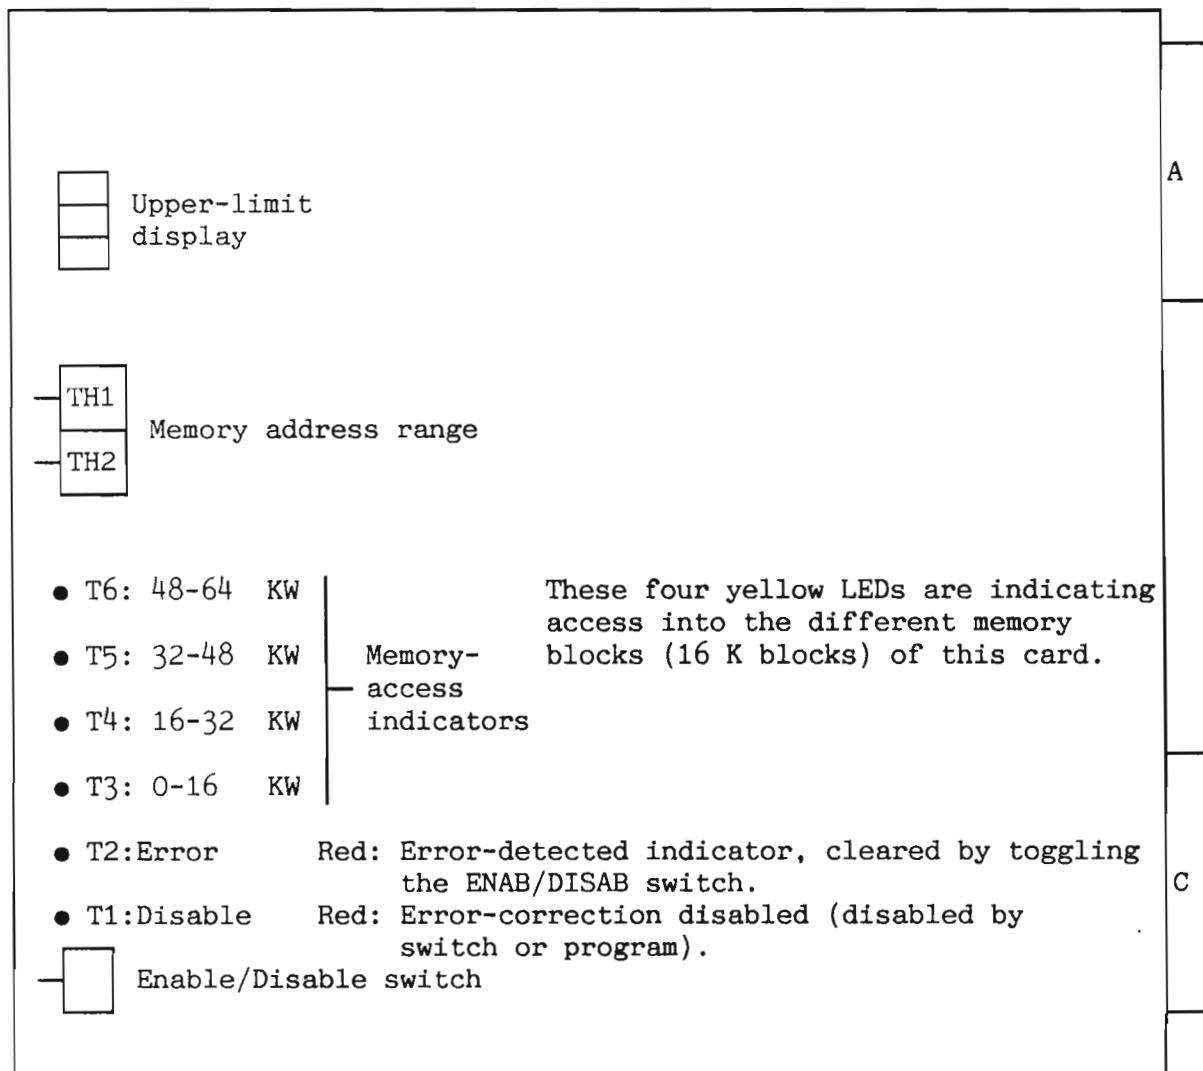 A
Upper-limit
display
TH1
Memory address range
TH2
T6: 48-64 KW
These four yellow LEDs are indicating
access into the different memory
T5: 32-48 KW
Memory-
blocks (16 K blocks) of this card.
access
T4: 16-32 KW
indicators
T3: 0-16 KW
T2:Error Red: Error-detected indicator, cleared by toggling
the ENAB/DISAB switch.
C
T1:Disable Red: Error-correction disabled (disabled by
switch or program).
Enable/Disable switch